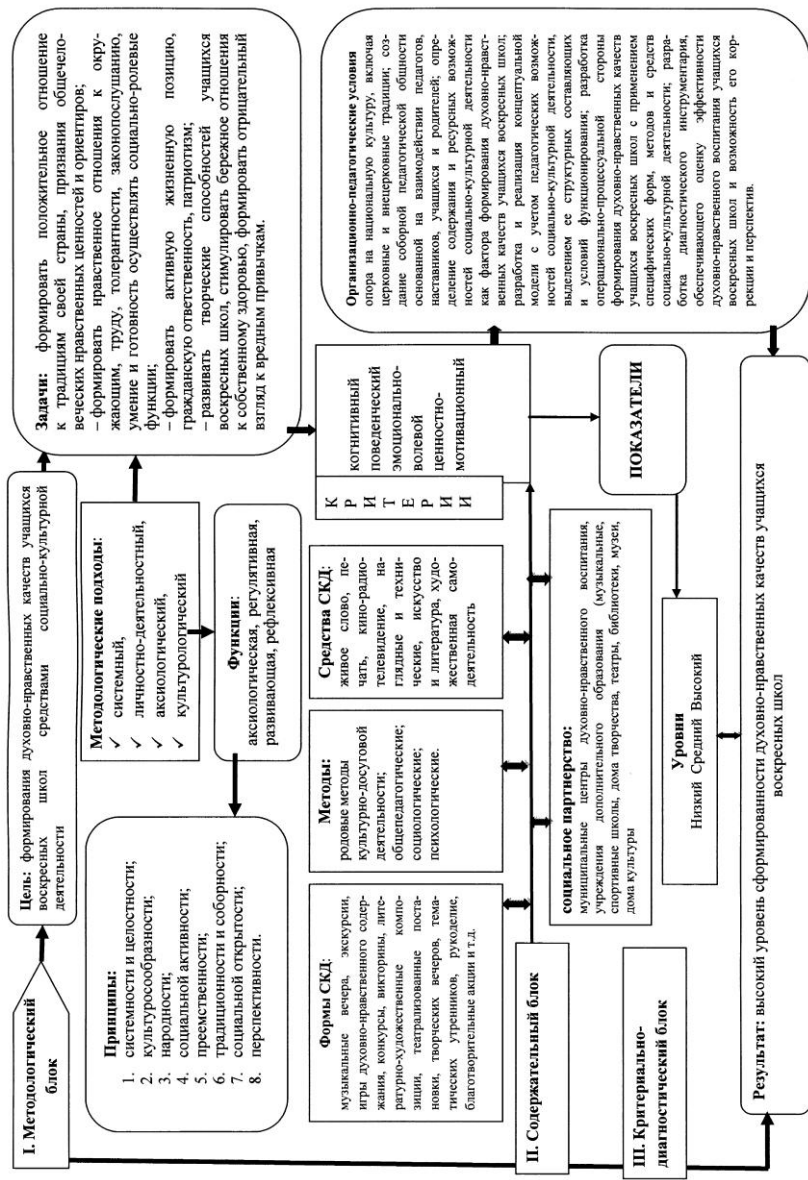 I. Методологический
блок
Цель: формирования духовно-нравственных качеств учащихся
воскресных школ средствами социально-культурной
деятельности
Задачи: формировать положительное отношение
к традициям своей страны, признания общечело-
веческих нравственных ценностей и ориентиров;
– формировать нравственное отношения к окру-
жающим, труду, толерантности, законопослушанию,
умение и готовность осуществлять социально-ролевые
функции;
– формировать активную жизненную позицию,
гражданскую ответственность, патриотизм;
– развивать творческие способностей учащихся
воскресных школ, стимулировать бережное отношения
к собственному здоровью, формировать отрицательный
взгляд к вредным привычкам.
Методологические подходы:
✓ системный,
✓ личностно-деятельностный,
✓ аксиологический,
✓ культурологический
Функции:
аксиологическая, регулятивная,
развивающая, рефлексивная
Принципы:
1. системности и целостности;
2. культуросообразности;
3. народности;
4. социальной активности;
5. преемственности;
6. традиционности и соборности;
7. социальной открытости;
8. перспективности.
Формы СКД:
музыкальные вечера, экскурсии,
игры духовно-нравственного содер-
жания, конкурсы, викторины, лите-
ратурно-художественные компо-
зиции, театрализованные поста-
новки, творческих вечеров, тема-
тических утренников, рукоделие,
благотворительные акции и т.д.
Методы:
родовые методы
культурно-досуговой
деятельности;
общепедагогические;
социологические;
психологические.
Средства СКД:
живое слово, пе-
чать, кино-радио-
телевидение, на-
глядные и техни-
ческие, искусство
и литература, худо-
жественная само-
деятельность
К
Р
И
Т
Е
Р
И
И
когнитивный
поведенческий
эмоционально-
волевой
ценностно-
мотивационный
Организационно-педагогические условия
опора на национальную культуру, включая
церковные и внецерковные традиции; соз-
дание соборной педагогической общности
основанной на взаимодействии педагогов,
наставников, учащихся и родителей; опре-
деление содержания и ресурсных возмож-
ностей социально-культурной деятельности
как фактора формирования духовно-нравст-
венных качеств учащихся воскресных школ;
разработка и реализация концептуальной
модели с учетом педагогических возмож-
ностей социально-культурной деятельности,
выделением ее структурных составляющих
и условий функционирования; разработка
операционально-процессуальной стороны
формирования духовно-нравственных качеств
учащихся воскресных школ с применением
специфических форм, методов и средств
социально-культурной деятельности; разра-
ботка диагностического инструментария,
обеспечивающего оценку эффективности
духовно-нравственного воспитания учащихся
воскресных школ и возможность его кор-
рекции и перспектив.
II. Содержательный блок
социальное партнерство:
муниципальные центры духовно-нравственного воспитания,
учреждения дополнительного образования (музыкальные,
спортивные школы, дома творчества, театры, библиотеки, музеи,
дома культуры
ПОКАЗАТЕЛИ
III. Критериально-
диагностический блок
Уровни
Низкий Средний Высокий
Результат: высокий уровень сформированности духовно-нравственных качеств учащихся
воскресных школ